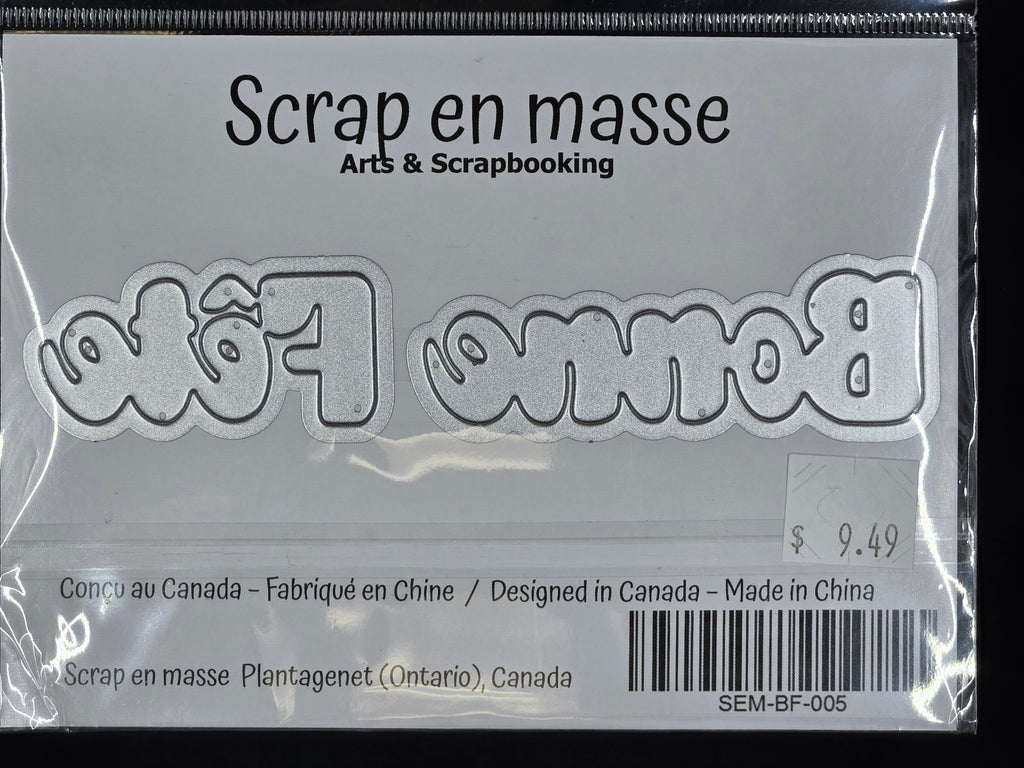 Scrap en masse
Arts & Scrapbooking
Bonne Fête
$ 9.49
Conçu au Canada – Fabriqué en Chine / Designed in Canada – Made in China
Scrap en masse Plantagenet (Ontario), Canada
SEM-BF-005